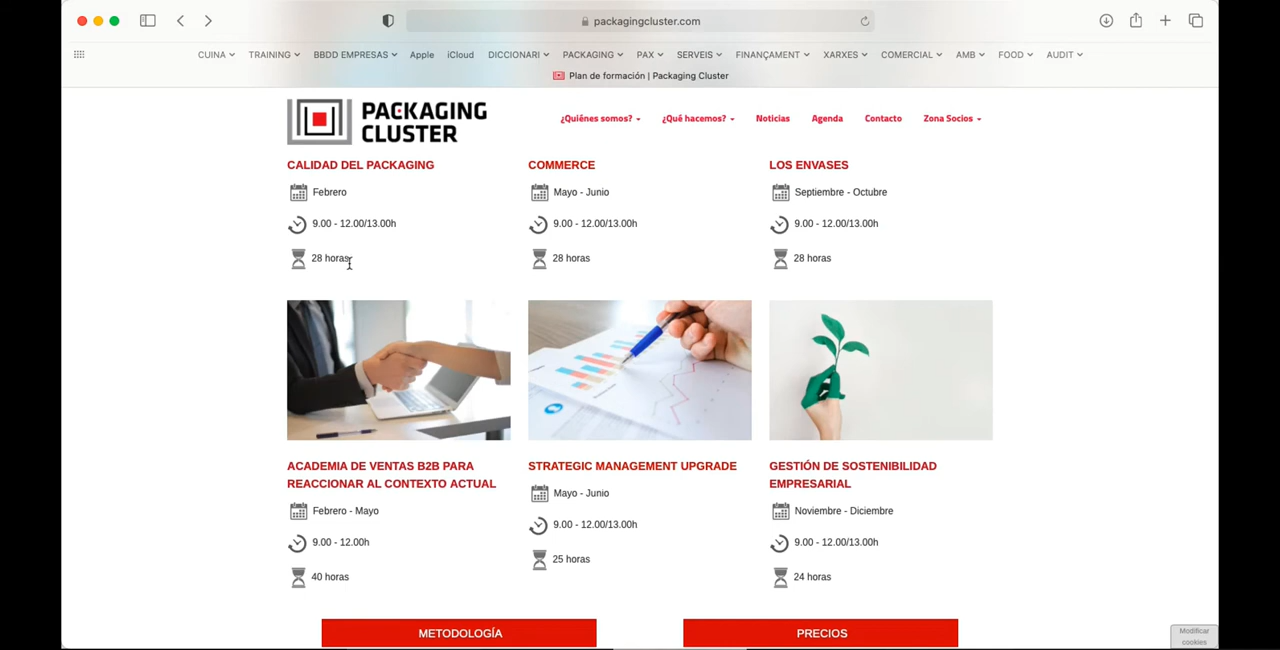 packagingcluster.com
CUINA TRAINING BBDD EMPRESAS Apple iCloud DICCIONARI PACKAGING PAX SERVEIS FINANÇAMENT XARXES COMERCIAL AMB FOOD AUDIT
Plan de formación | Packaging Cluster
PACKAGING
CLUSTER
¿Quiénes somos? ¿Qué hacemos? Noticias Agenda Contacto Zona Socios
CALIDAD DEL PACKAGING
Febrero
9.00 - 12.00/13.00h
28 horas
COMMERCE
Mayo - Junio
9.00 - 12.00/13.00h
28 horas
LOS ENVASES
Septiembre - Octubre
9.00 - 12.00/13.00h
28 horas
ACADEMIA DE VENTAS B2B PARA
REACCIONAR AL CONTEXTO ACTUAL
Febrero - Mayo
9.00 - 12.00h
40 horas
STRATEGIC MANAGEMENT UPGRADE
Mayo - Junio
9.00 - 12.00/13.00h
25 horas
GESTIÓN DE SOSTENIBILIDAD
EMPRESARIAL
Noviembre - Diciembre
9.00 - 12.00/13.00h
24 horas
METODOLOGÍA
PRECIOS
Modificar
cookies